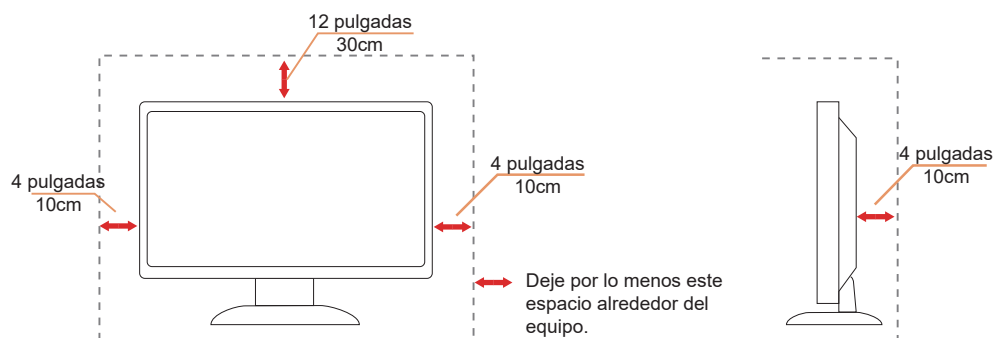 12 pulgadas
30cm
4 pulgadas
10cm
4 pulgadas
10cm
4 pulgadas
10cm
Deje por lo menos este
espacio alrededor del
equipo.